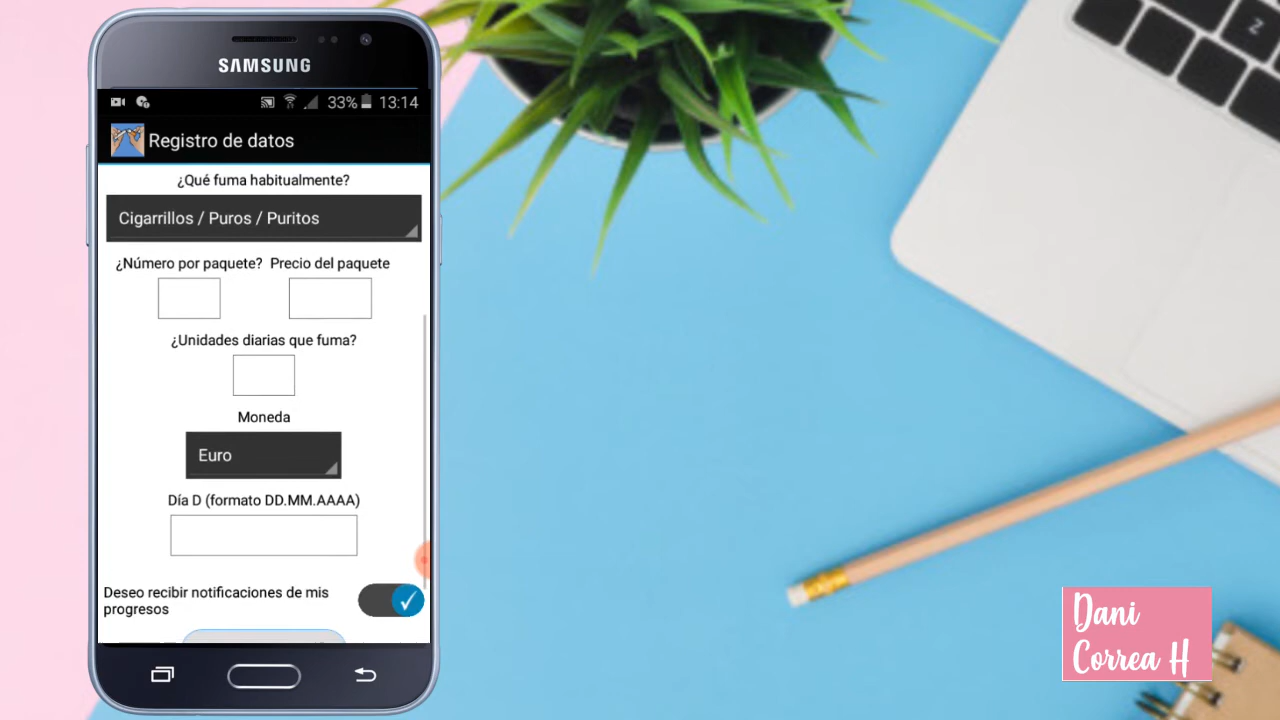 SAMSUNG
33% 13:14
Registro de datos
¿Qué fuma habitualmente?
Cigarrillos / Puros / Puritos
¿Número por paquete? Precio del paquete
¿Unidades diarias que fuma?
Moneda
Euro
Día D (formato DD.MM.AAAA)
Deseo recibir notificaciones de mis
progresos
Z
Dani
Correa H